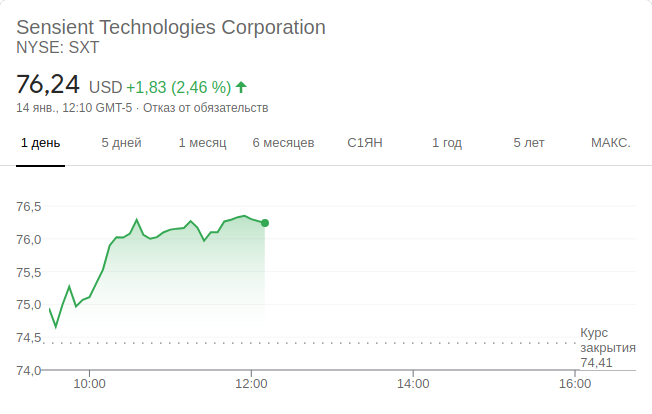 Sensient Technologies Corporation
NYSE: SXT
76,24 USD +1,83 (2,46 %)
14 янв., 12:10 GMT-5 · Отказ от обязательств
1 день 5 дней 1 месяц 6 месяцев С1ЯН 1 год 5 лет МАКС.
76,5
76,0
75,5
75,0
74,5
74,0
Курс
закрытия
74,41
10:00 12:00 14:00 16:00